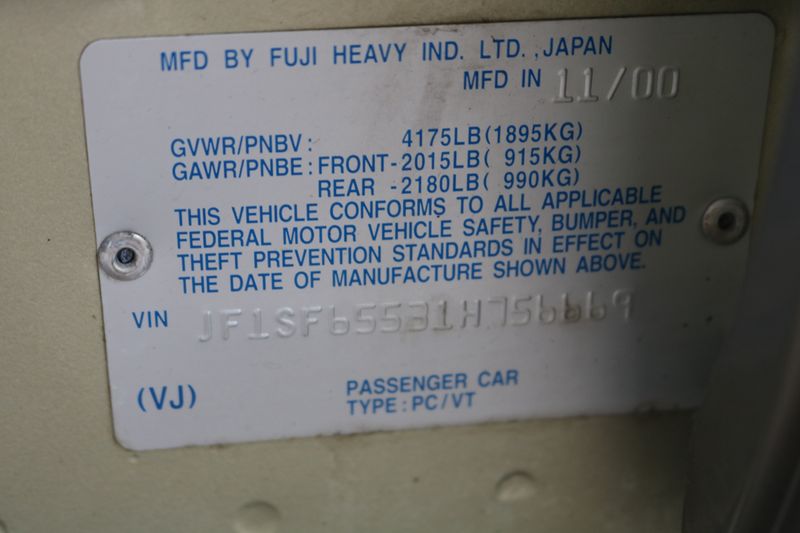 MFD BY FUJI HEAVY IND. LTD., JAPAN
MFD IN 11/00
GVWR/PNBV: 4175LB(1895KG)
GAWR/PNBE: FRONT-2015LB( 915KG)
REAR -2180LB( 990KG)
THIS VEHICLE CONFORMS TO ALL APPLICABLE
FEDERAL MOTOR VEHICLE SAFETY, BUMPER, AND
THEFT PREVENTION STANDARDS IN EFFECT ON
THE DATE OF MANUFACTURE SHOWN ABOVE.
VIN JF1SF65531H756669
(VJ) PASSENGER CAR
TYPE: PC/VT